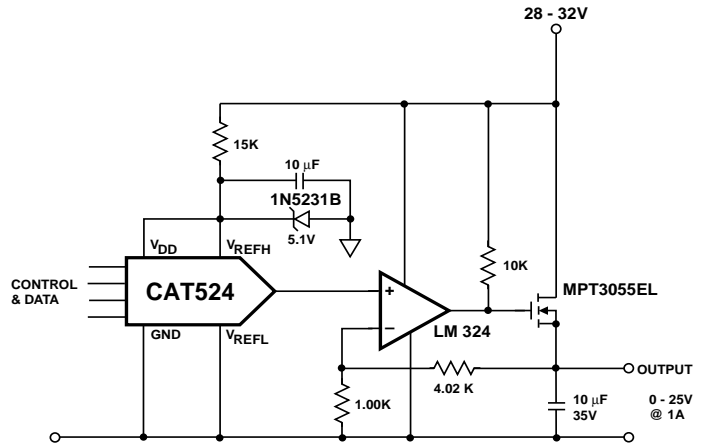 28 - 32V
15K
10 µF
1N5231B
5.1V
VDD
VREFH
CONTROL
& DATA
CAT524
GND
VREFL
+
–
LM 324
10K
MPT3055EL
4.02 K
1.00K
OUTPUT
10 µF
35V
0 - 25V
@ 1A